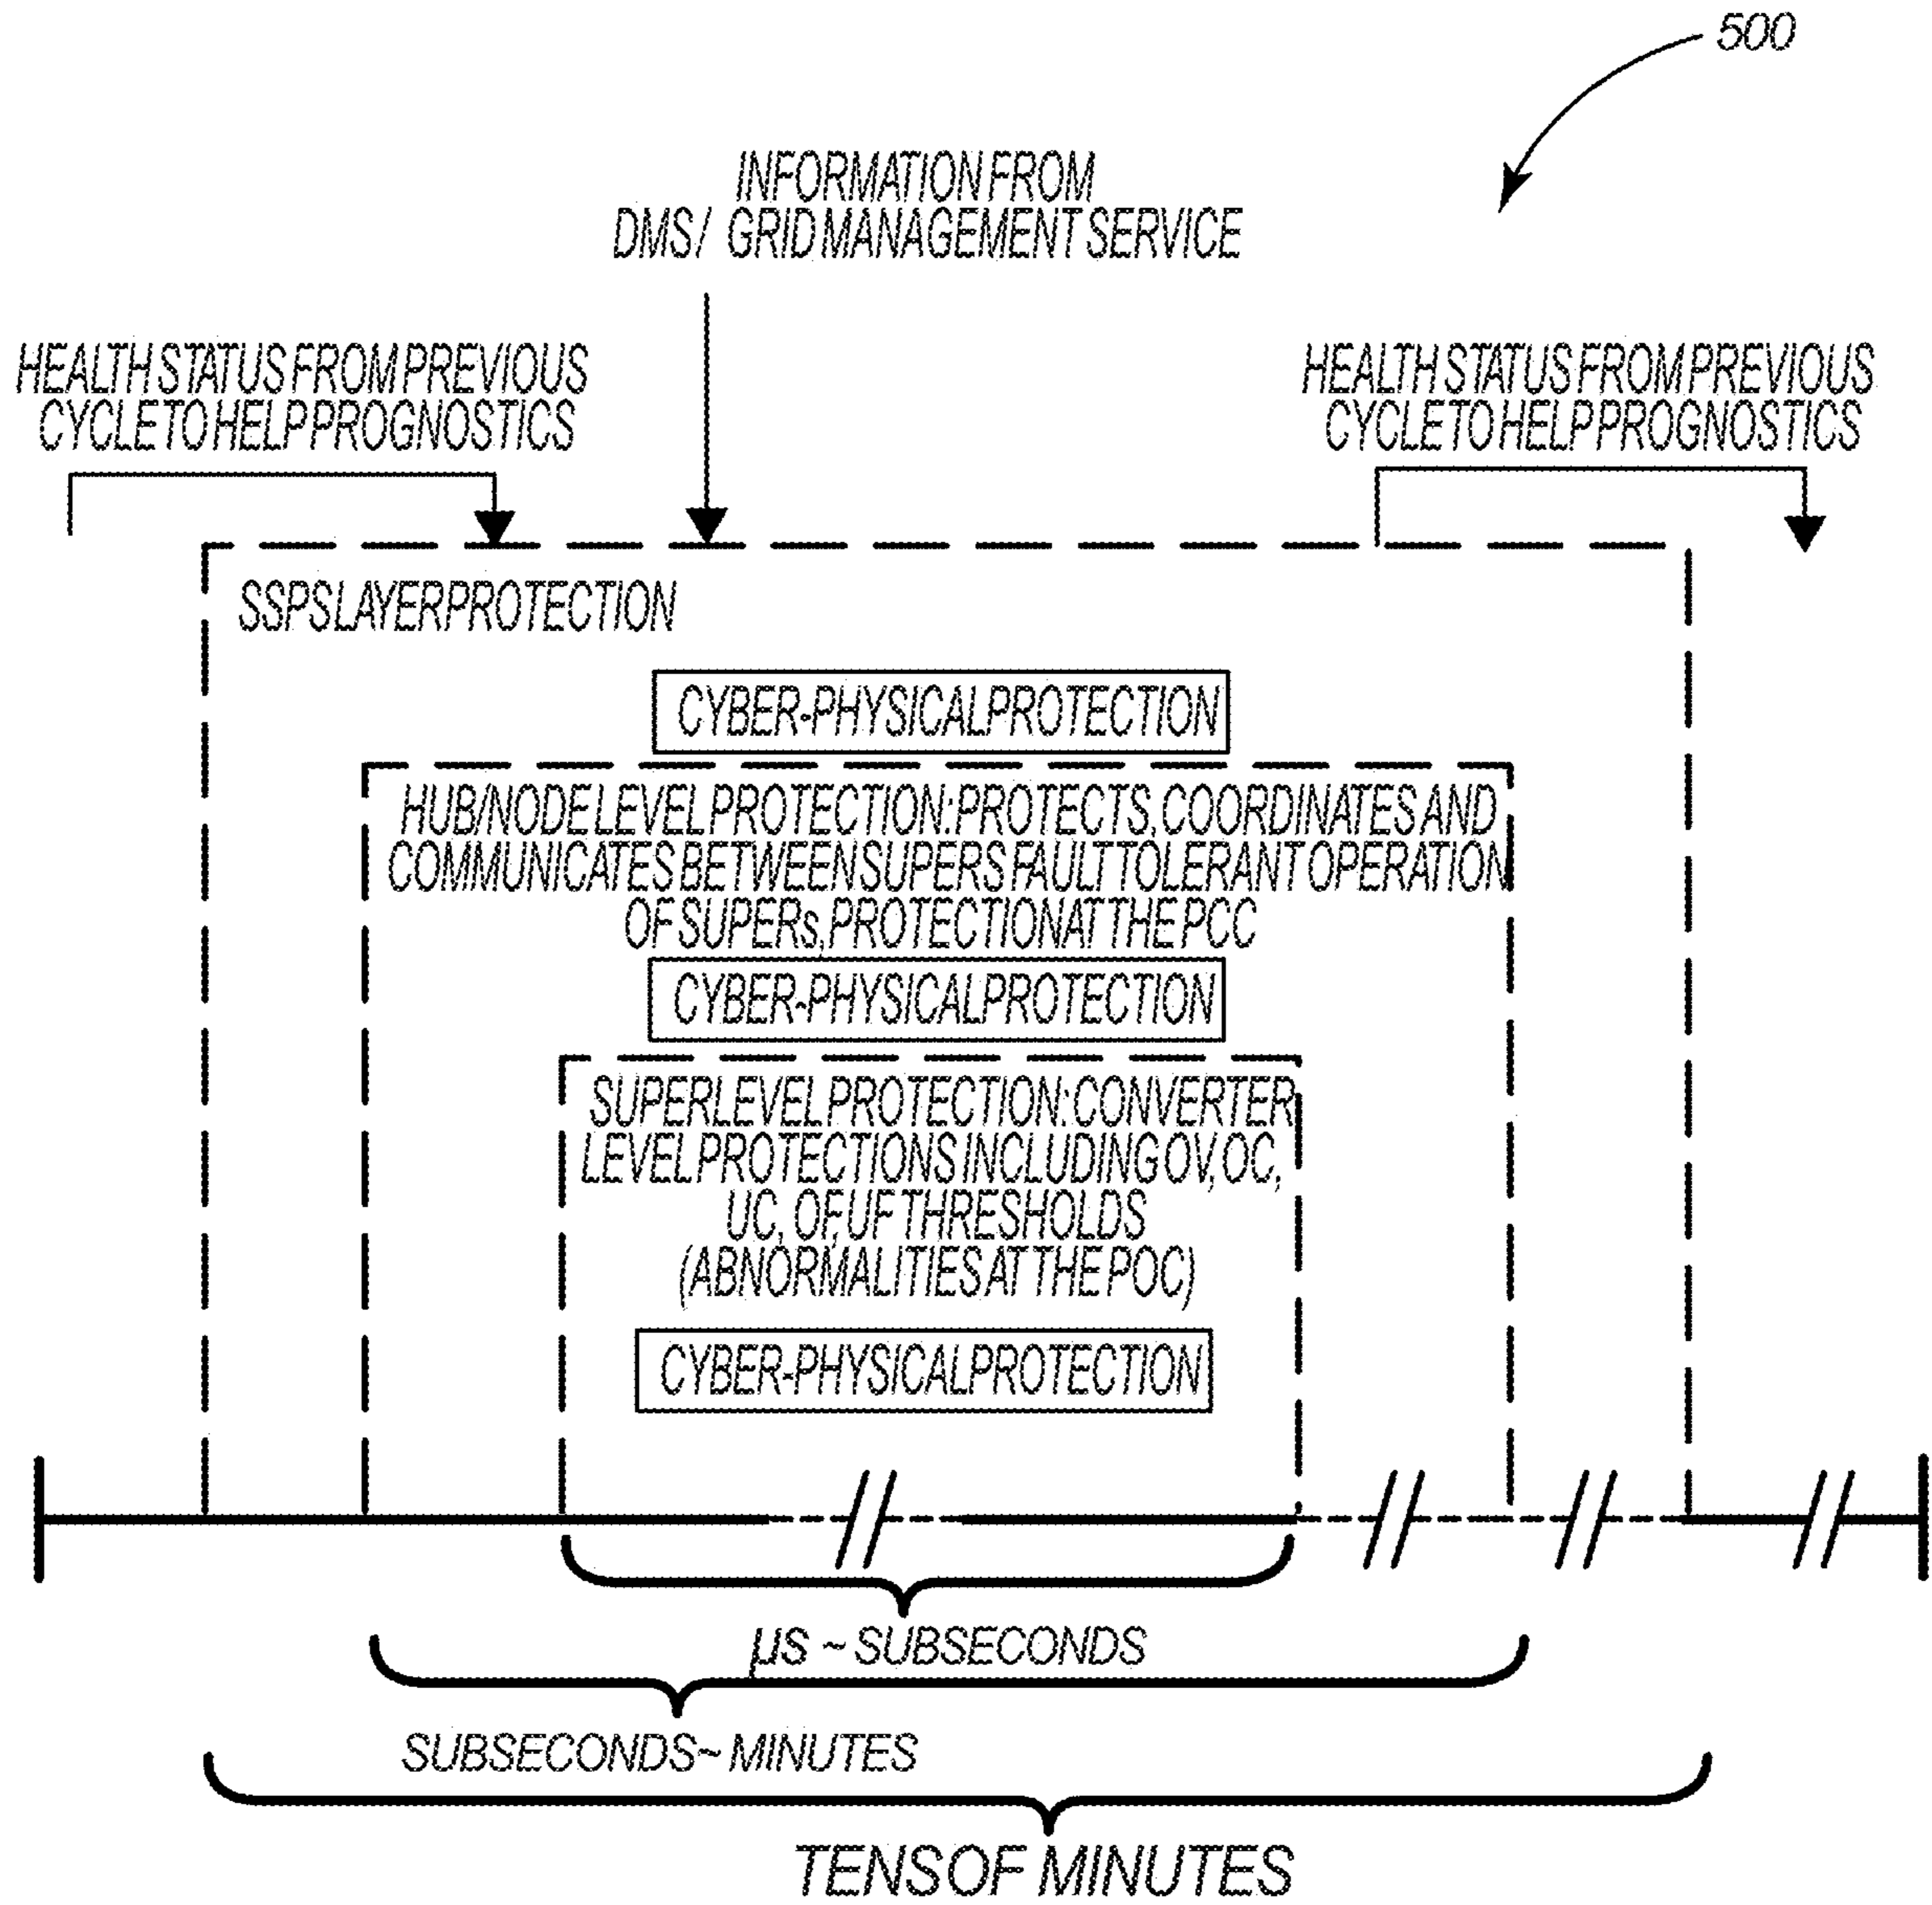 500
INFORMATION FROM
DMS / GRID MANAGEMENT SERVICE
HEALTH STATUS FROM PREVIOUS
CYCLE TO HELP PROGNOSTICS
HEALTH STATUS FROM PREVIOUS
CYCLE TO HELP PROGNOSTICS
SSPS LAYER PROTECTION
CYBER-PHYSICAL PROTECTION
HUB/NODE LEVEL PROTECTION: PROTECTS, COORDINATES AND
COMMUNICATES BETWEEN SUPERS FAULT TOLERANT OPERATION
OF SUPERs, PROTECTION AT THE PCC
CYBER-PHYSICAL PROTECTION
SUPER LEVEL PROTECTION: CONVERTER
LEVEL PROTECTIONS INCLUDING OV, OC,
UC, OF, UF THRESHOLDS
(ABNORMALITIES AT THE POC)
CYBER-PHYSICAL PROTECTION
µs ~ SUBSECONDS
SUBSECONDS ~ MINUTES
TENS OF MINUTES